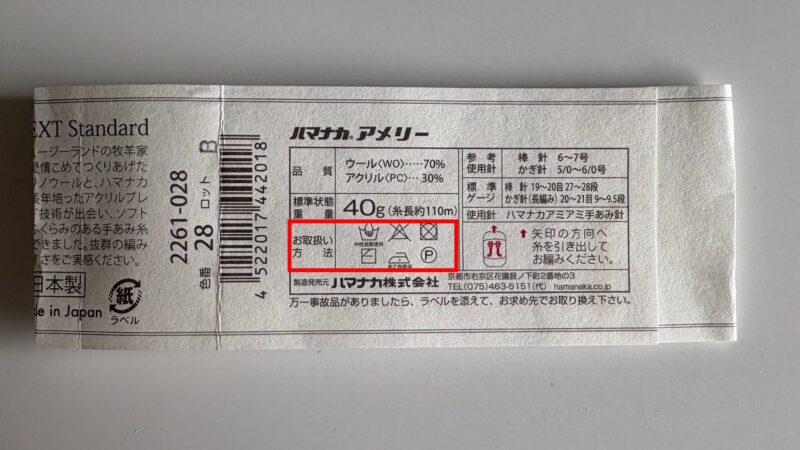 EXT Standard
ージーランドの牧羊家
愛情こめてつくりあげた
リノウールと、ハマナカ
長年培ったアクリルブレ
ド技術が出会い、ソフト
ふくらみのある手あみ糸
できました。抜群の編み
すさをご実感ください。
日本製
e in Japan
紙
ラベル
2261-028
色番 28 ロット B
4 522017 442018
ハマナカ® アメリー
品質
ウール〈WO〉‥‥‥70%
アクリル〈PC〉‥‥30%
標準状態
重量
40g(糸長約110m)
お取扱い
方法
中性洗剤使用
あて布使用
P
製造発売元 ハマナカ株式会社
参考
使用針
棒針 6〜7号
かぎ針 5/0〜6/0号
標準
ゲージ
棒針 19〜20目 27〜28段
かぎ針(長編み) 20〜21目 9〜9.5段
使用針 ハマナカアミアミ手あみ針
矢印の方向へ
糸を引き出して
お編みください。
京都市右京区花園薮ノ下町2番地の3
TEL(075)463-5151(代) hamanaka.co.jp
万一事故品がありましたら、ラベルを添えて、お求め先でお取り換え下さい。